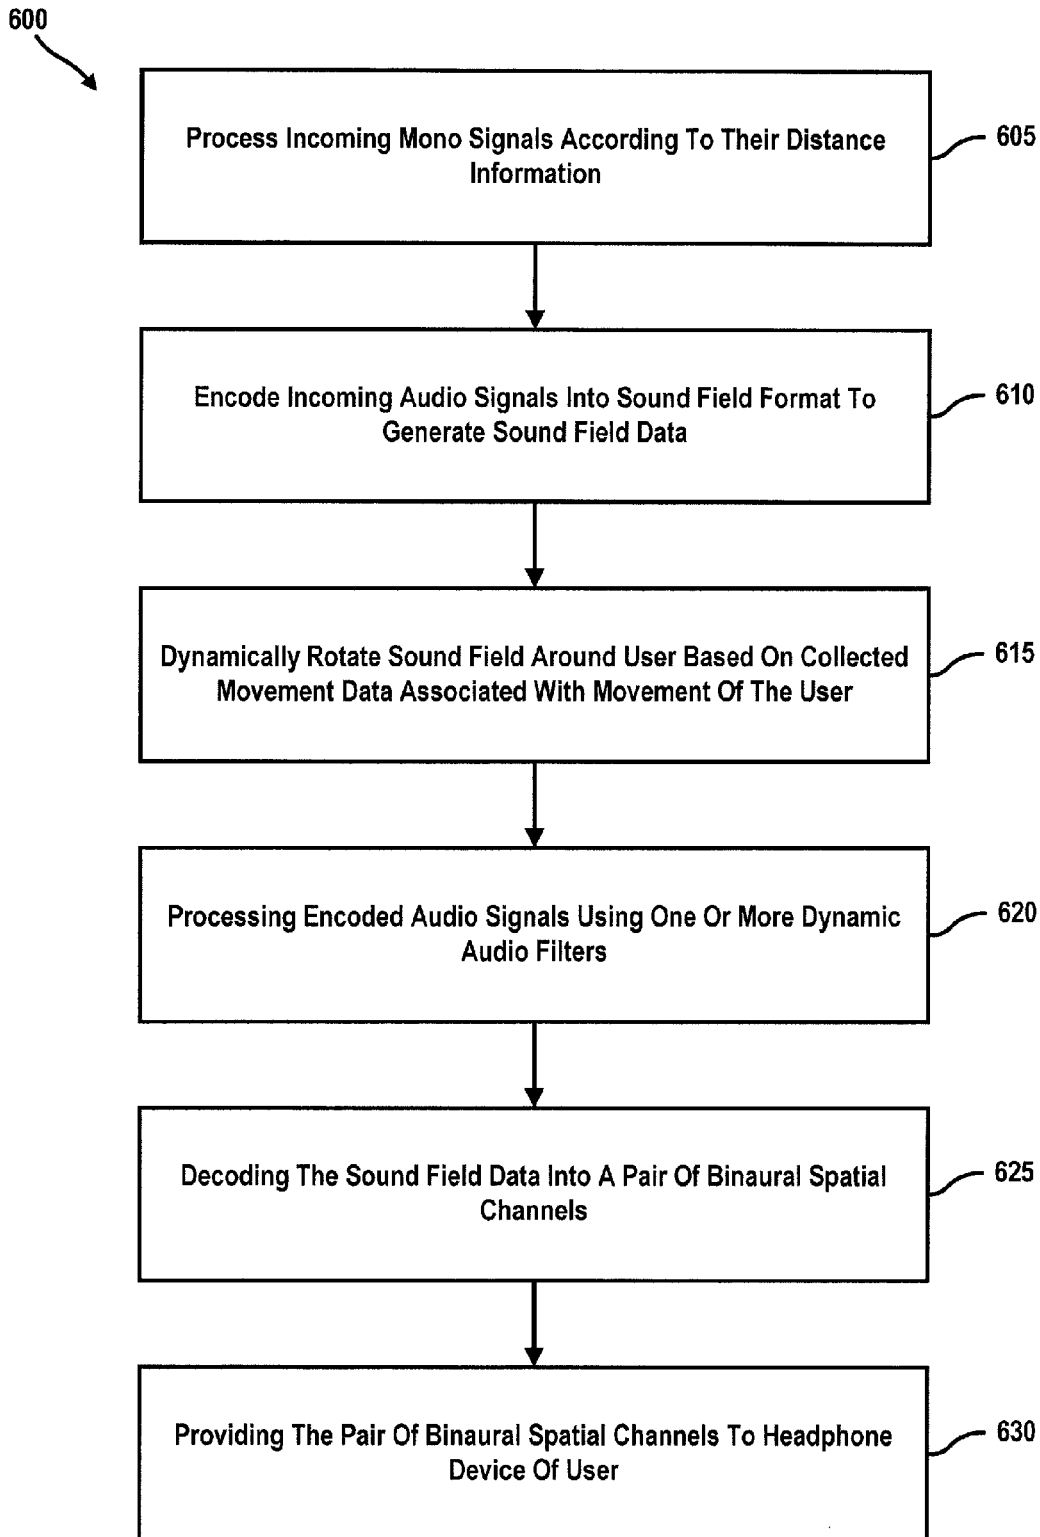 600
Process Incoming Mono Signals According To Their Distance
Information
605
Encode Incoming Audio Signals Into Sound Field Format To
Generate Sound Field Data
610
Dynamically Rotate Sound Field Around User Based On Collected
Movement Data Associated With Movement Of The User
615
Processing Encoded Audio Signals Using One Or More Dynamic
Audio Filters
620
Decoding The Sound Field Data Into A Pair Of Binaural Spatial
Channels
625
Providing The Pair Of Binaural Spatial Channels To Headphone
Device Of User
630